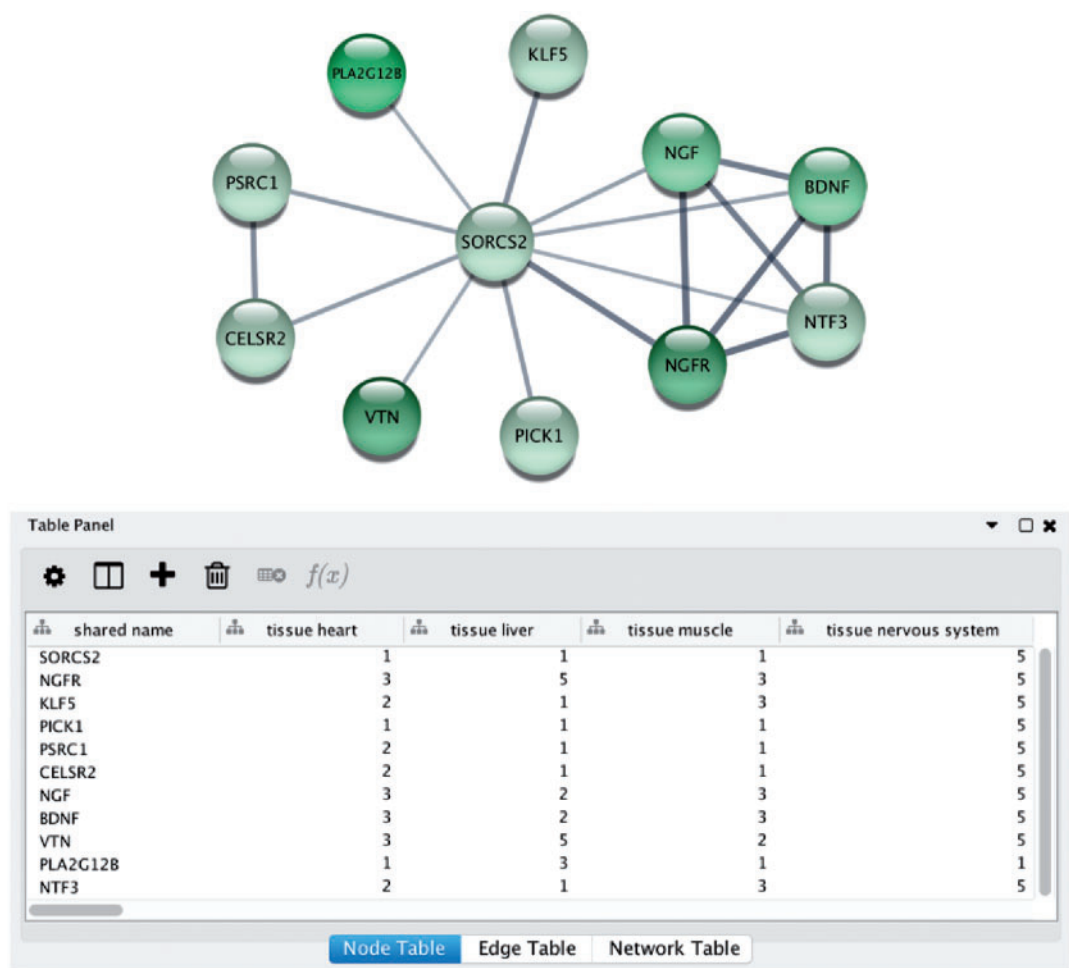 KLF5
PLA2G12B
NGF
PSRC1
BDNF
SORCS2
NTF3
CELSR2
NGFR
VTN
PICK1
Table Panel
f(x)
shared name tissue heart tissue liver tissue muscle tissue nervous system
SORCS2 1 1 1 5
NGFR 3 5 3 5
KLF5 2 1 3 5
PICK1 1 1 1 5
PSRC1 2 1 1 5
CELSR2 2 1 1 5
NGF 3 2 3 5
BDNF 3 2 3 5
VTN 3 5 2 5
PLA2G12B 1 3 1 1
NTF3 2 1 3 5
Node Table Edge Table Network Table